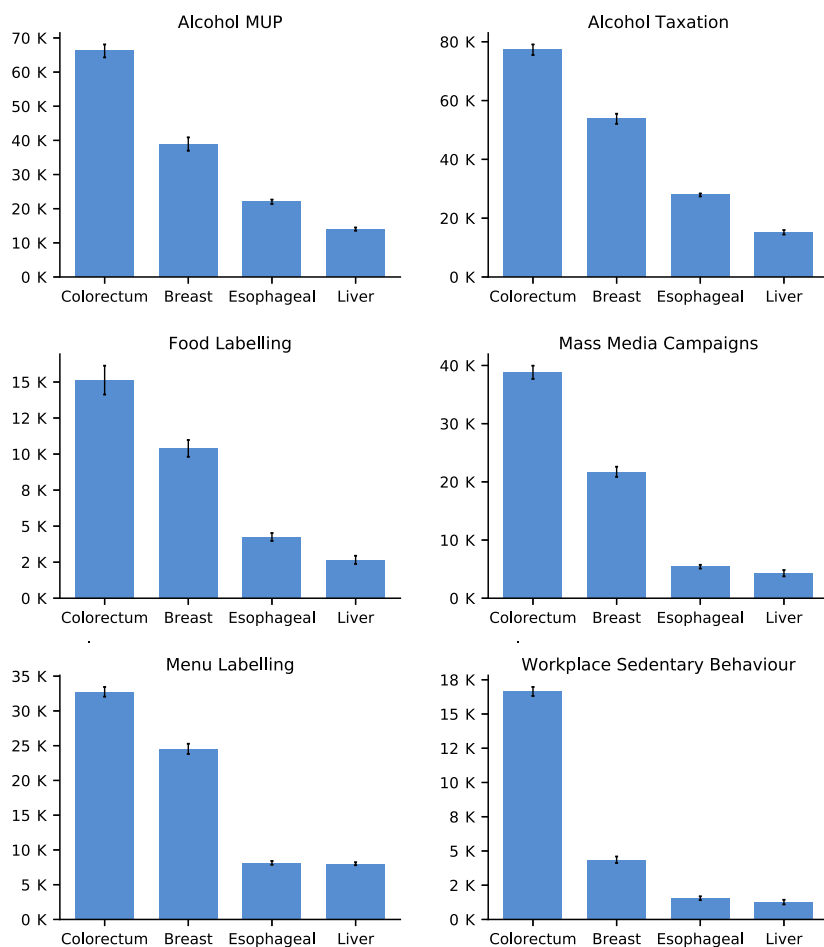 Alcohol MUP
70 K
60 K
50 K
40 K
30 K
20 K
10 K
0 K
Colorectum Breast Esophageal Liver
Alcohol Taxation
80 K
60 K
40 K
20 K
0 K
Colorectum Breast Esophageal Liver
Food Labelling
15 K
12 K
10 K
8 K
5 K
2 K
0 K
Colorectum Breast Esophageal Liver
Mass Media Campaigns
40 K
30 K
20 K
10 K
0 K
Colorectum Breast Esophageal Liver
Menu Labelling
35 K
30 K
25 K
20 K
15 K
10 K
5 K
0 K
Colorectum Breast Esophageal Liver
Workplace Sedentary Behaviour
18 K
15 K
12 K
10 K
8 K
5 K
2 K
0 K
Colorectum Breast Esophageal Liver